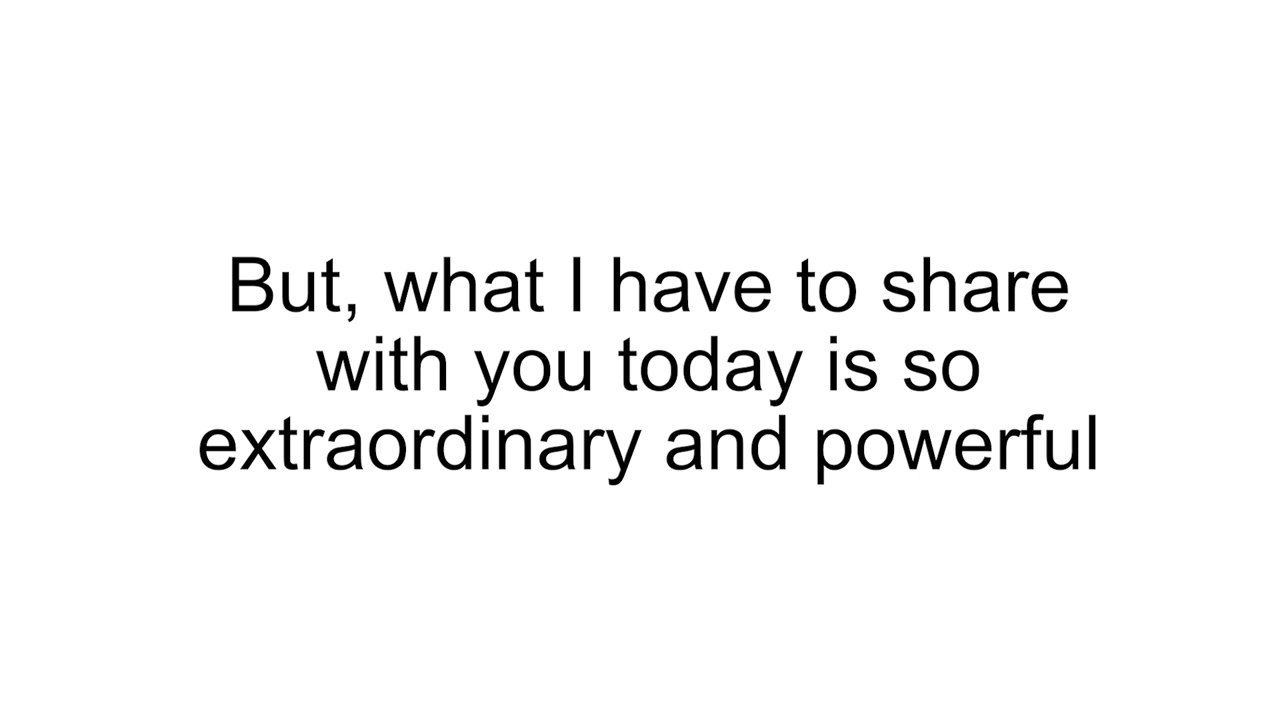 But, what I have to share
with you today is so
extraordinary and powerful